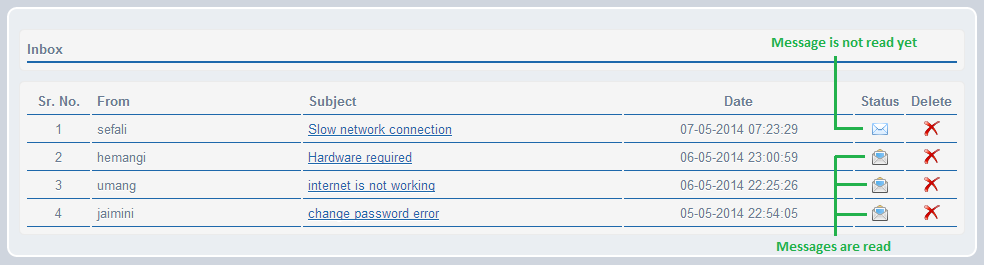 Message is not read yet
Inbox
Sr. No. From Subject Date Status Delete
1 sefali Slow network connection 07-05-2014 07:23:29
2 hemangi Hardware required 06-05-2014 23:00:59
3 umang internet is not working 06-05-2014 22:25:26
4 jaimini change password error 05-05-2014 22:54:05
Messages are read